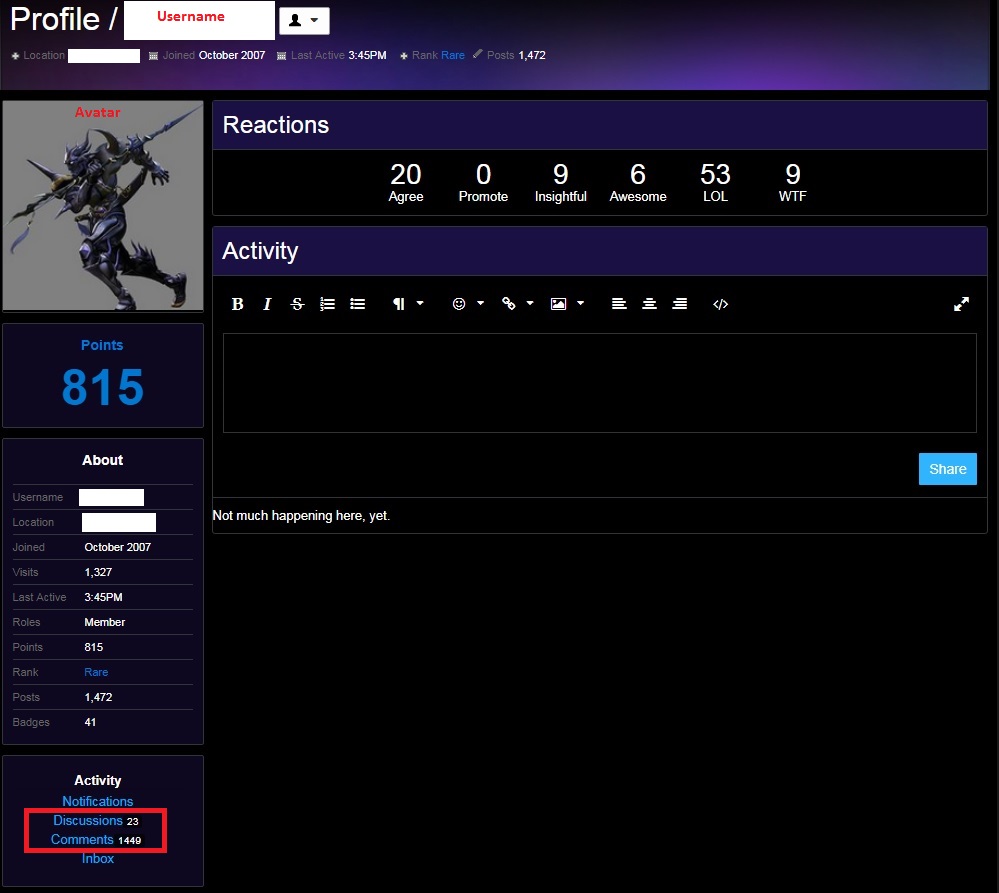 Profile / Username
Location Joined October 2007 Last Active 3:45PM Rank Rare Posts 1,472
Avatar
Points
815
About
Username
Location
Joined October 2007
Visits 1,327
Last Active 3:45PM
Roles Member
Points 815
Rank Rare
Posts 1,472
Badges 41
Activity
Notifications
Discussions 23
Comments 1449
Inbox
Reactions
20 0 9 6 53 9
Agree Promote Insightful Awesome LOL WTF
Activity
B I S
Share
Not much happening here, yet.